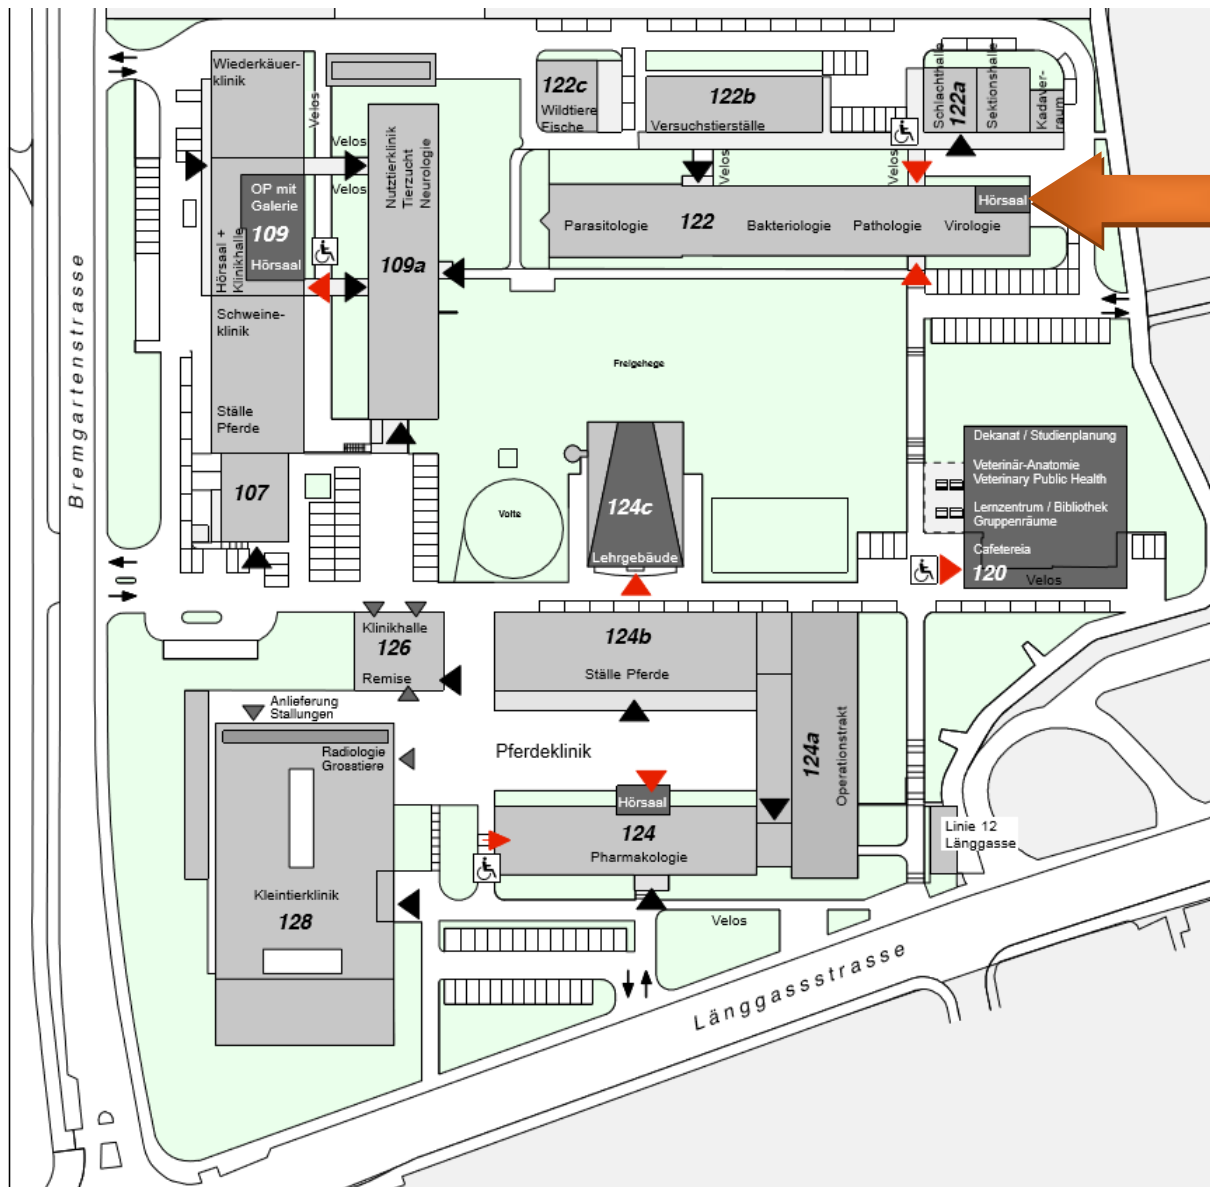 Wiederkäuer-
klinik
Velos
Velos
Velos
OP mit
Galerie
109
Hörsaal
Hörsaal +
Klinikhalle
Schweine-
klinik
Ställe
Pferde
107
Nutztierklinik
Tierzucht
Neurologie
109a
122c
Wildtiere
Fische
122b
Versuchstierställe
Schlachthalle
122a
Sektionshalle
Kadaver-
raum
Velos
Velos
Parasitologie
122
Bakteriologie
Pathologie
Virologie
Hörsaal
Freigehege
Volte
124c
Lehrgebäude
Dekanat / Studienplanung
Veterinär-Anatomie
Veterinary Public Health
Lernzentrum / Bibliothek
Gruppenräume
Cafetereia
120
Velos
Bremgartenstrasse
Klinikhalle
126
Remise
124b
Ställe Pferde
124a
Operationstrakt
Anlieferung
Stallungen
Radiologie
Grosstiere
Pferdeklinik
Hörsaal
124
Pharmakologie
Linie 12
Länggasse
Kleintierklinik
128
Velos
Länggassstrasse